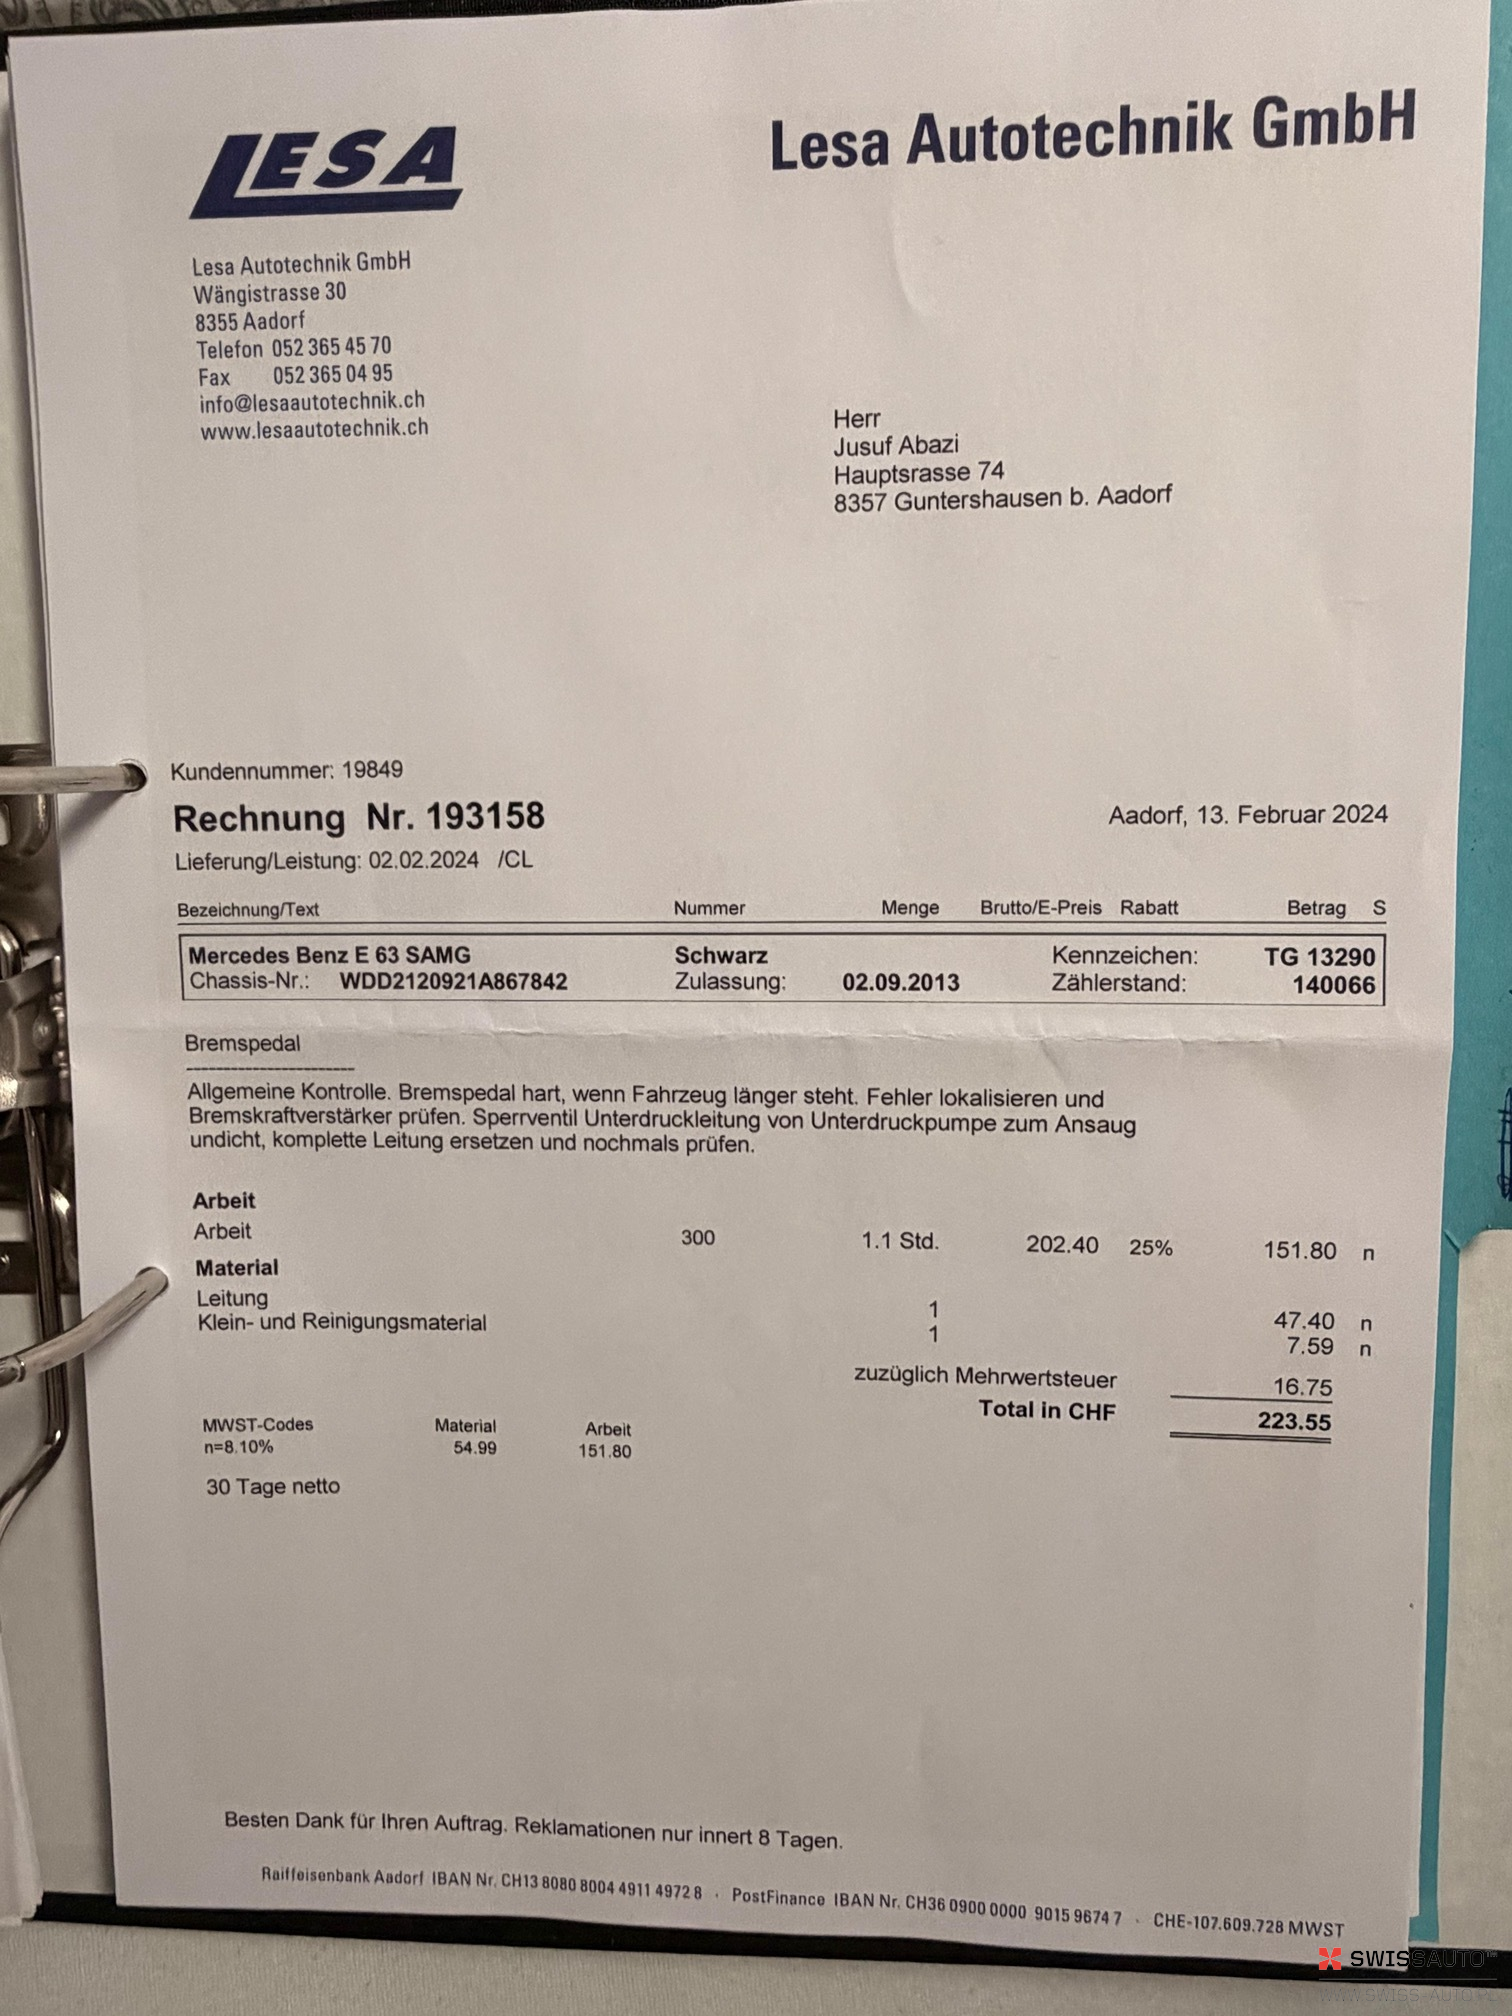 LESA
Lesa Autotechnik GmbH
Lesa Autotechnik GmbH
Wängistrasse 30
8355 Aadorf
Telefon 052 365 45 70
Fax 052 365 04 95
info@lesaautotechnik.ch
www.lesaautotechnik.ch
Herr
Jusuf Abazi
Hauptsrasse 74
8357 Guntershausen b. Aadorf
Kundennummer: 19849
Rechnung Nr. 193158 Aadorf, 13. Februar 2024
Lieferung/Leistung: 02.02.2024 /CL
Bezeichnung/Text Nummer Menge Brutto/E-Preis Rabatt Betrag S
Mercedes Benz E 63 SAMG Schwarz Kennzeichen: TG 13290
Chassis-Nr.: WDD2120921A867842 Zulassung: 02.09.2013 Zählerstand: 140066
Bremspedal
Allgemeine Kontrolle. Bremspedal hart, wenn Fahrzeug länger steht. Fehler lokalisieren und
Bremskraftverstärker prüfen. Sperrventil Unterdruckleitung von Unterdruckpumpe zum Ansaug
undicht, komplette Leitung ersetzen und nochmals prüfen.
Arbeit
Arbeit 300 1.1 Std. 202.40 25% 151.80 n
Material
Leitung 1 47.40 n
Klein- und Reinigungsmaterial 1 7.59 n
zuzüglich Mehrwertsteuer 16.75
Total in CHF 223.55
MWST-Codes Material Arbeit
n=8.10% 54.99 151.80
30 Tage netto
Besten Dank für Ihren Auftrag. Reklamationen nur innert 8 Tagen.
Raiffeisenbank Aadorf IBAN Nr. CH13 8080 8004 4911 4972 8 · PostFinance IBAN Nr. CH36 0900 0000 9015 9674 7 · CHE-107.609.728 MWST
SWISSAUTO